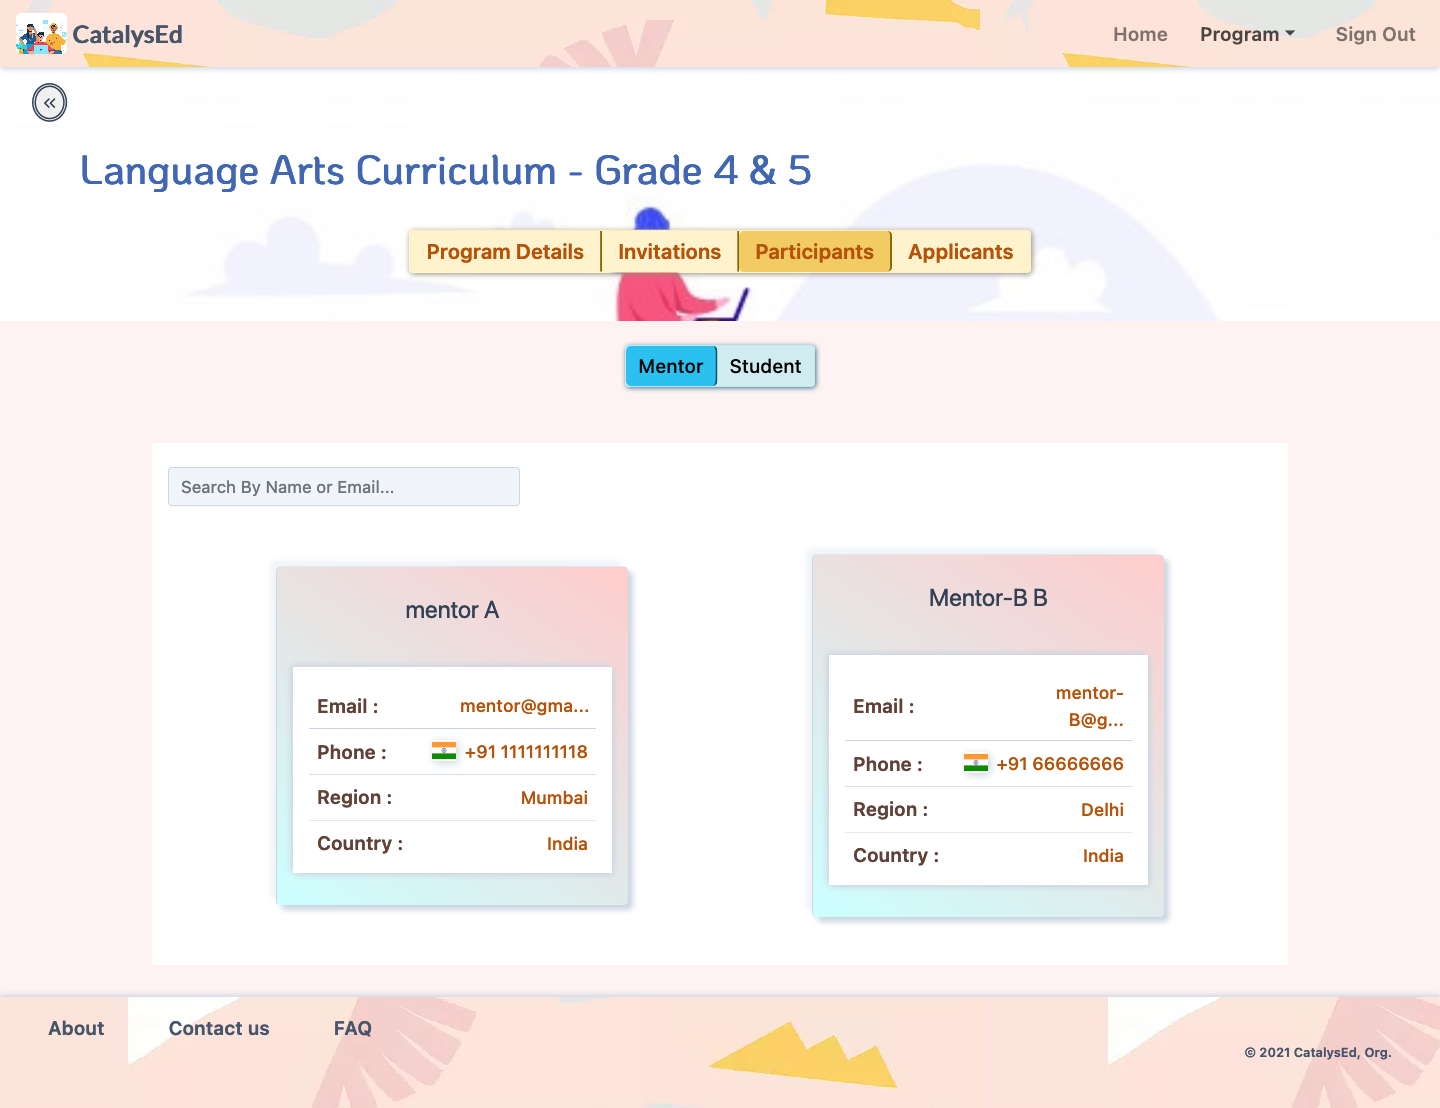 CatalysEd
Home
Program
Sign Out
«
Language Arts Curriculum - Grade 4 & 5
Program Details
Invitations
Participants
Applicants
Mentor
Student
Search By Name or Email...
mentor A
Email :
mentor@gma...
Phone :
+91 1111111118
Region :
Mumbai
Country :
India
Mentor-B B
Email :
mentor-
B@g...
Phone :
+91 66666666
Region :
Delhi
Country :
India
About
Contact us
FAQ
© 2021 CatalysEd, Org.